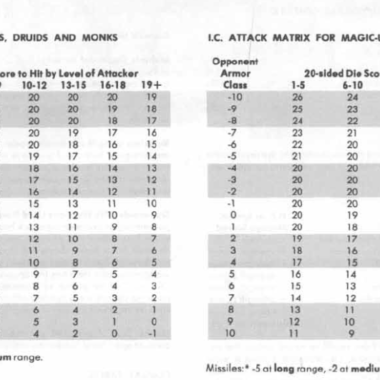 S, DRUIDS AND MONKS
ore to Hit by Level of Attacker
10-12 13-15 16-18 19+
20 20 20 19
20 20 19 18
20 20 18 17
20 19 17 16
20 18 16 15
19 17 15 14
18 16 14 13
17 15 13 12
16 14 12 11
15 13 11 10
14 12 10 9
13 11 9 8
12 10 8 7
11 9 7 6
10 8 6 5
9 7 5 4
8 6 4 3
7 5 3 2
6 4 2 1
5 3 1 0
4 2 0 -1
um range.
I.C. ATTACK MATRIX FOR MAGIC-
Opponent
Armor 20-sided Die Sco
Class 1-5 6-10
-10 26 24
-9 25 23
-8 24 22
-7 23 21
-6 22 20
-5 21 20
-4 20 20
-3 20 20
-2 20 20
-1 20 20
0 20 19
1 20 18
2 19 17
3 18 16
4 17 15
5 16 14
6 15 13
7 14 12
8 13 11
9 12 10
10 11 9
Missiles:* -5 at long range, -2 at mediu